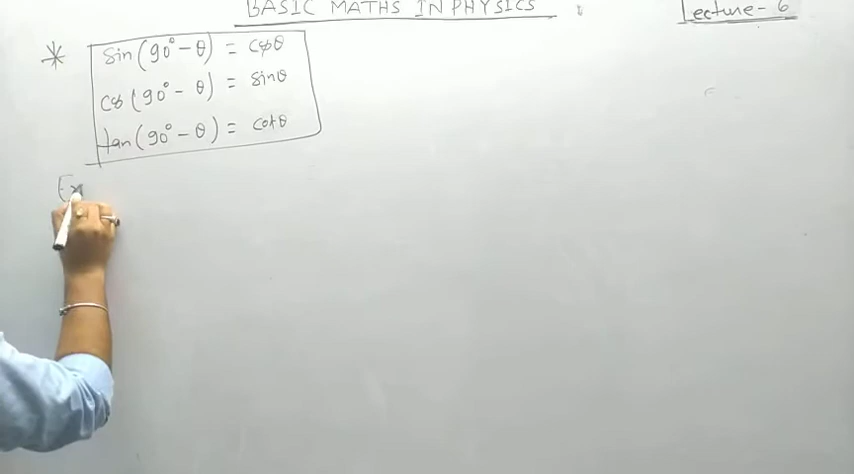 BASIC MATHS IN PHYSICS
Lecture - 6
* sin(90° - θ) = cosθ
cos(90° - θ) = sinθ
tan(90° - θ) = cotθ
Ex